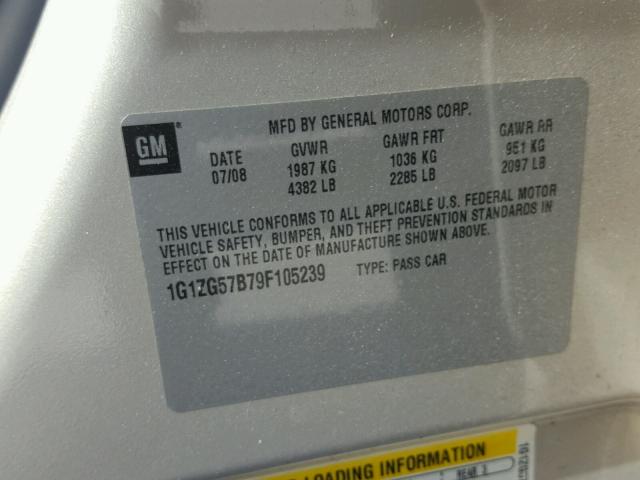 MFD BY GENERAL MOTORS CORP.
GM
DATE GVWR GAWR FRT GAWR RR
07/08 1987 KG 1036 KG 951 KG
4382 LB 2285 LB 2097 LB
THIS VEHICLE CONFORMS TO ALL APPLICABLE U.S. FEDERAL MOTOR
VEHICLE SAFETY, BUMPER, AND THEFT PREVENTION STANDARDS IN
EFFECT ON THE DATE OF MANUFACTURE SHOWN ABOVE.
1G1ZG57B79F105239 TYPE: PASS CAR
LOADING INFORMATION
REAR 3